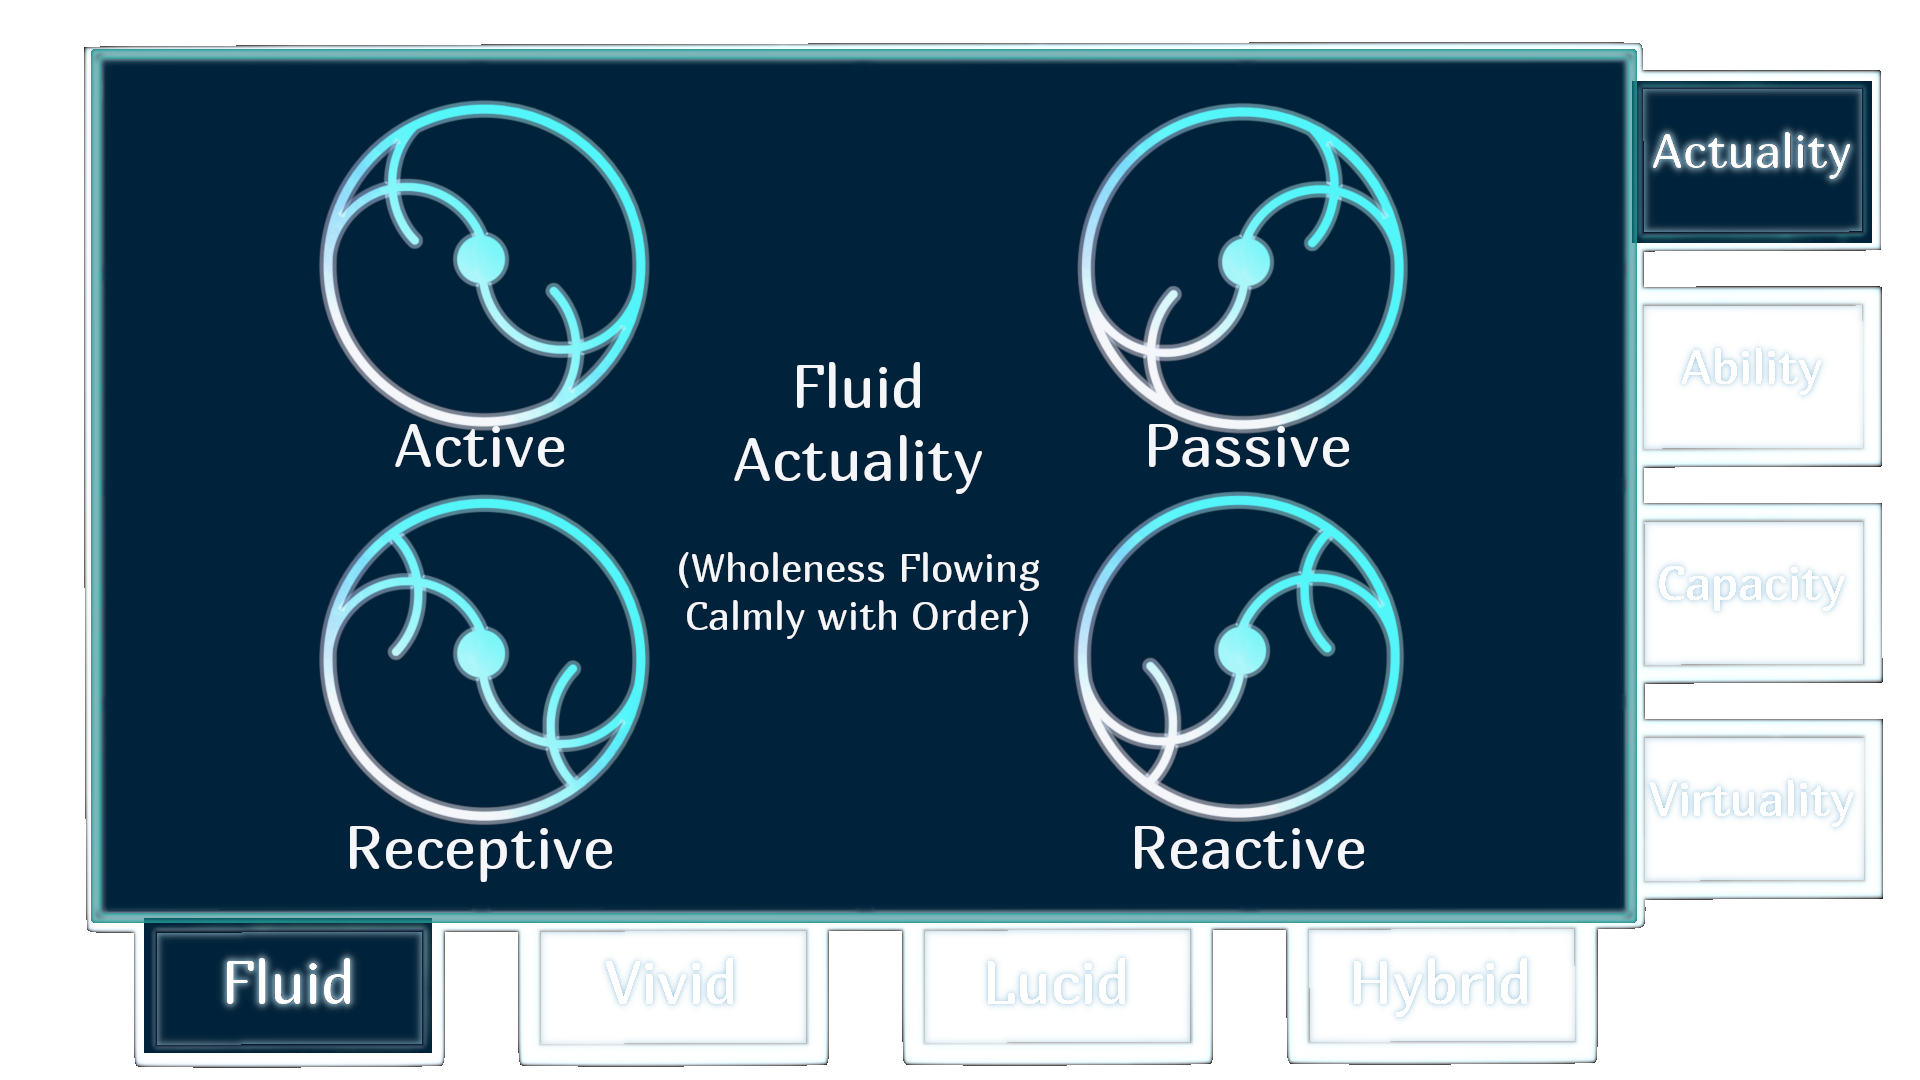 Active
Passive
Fluid
Actuality
(Wholeness Flowing
Calmly with Order)
Receptive
Reactive
Actuality
Ability
Capacity
Virtuality
Fluid
Vivid
Lucid
Hybrid